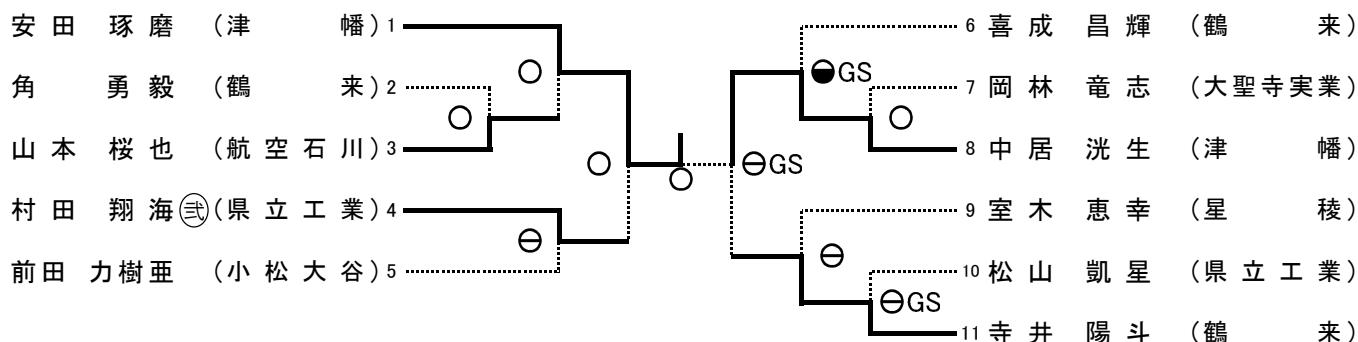 安田 琢磨 (津 幡) 1
角 勇毅 (鶴 来) 2
山本 桜也 (航空石川) 3
村田 翔海 弐 (県立工業) 4
前田 力樹亜 (小松大谷) 5
6 喜成 昌輝 (鶴 来)
GS
7 岡林 竜志 (大聖寺実業)
8 中居 洸生 (津 幡)
GS
9 室木 恵幸 (星 稜)
10 松山 凱星 (県立工業)
GS
11 寺井 陽斗 (鶴 来)